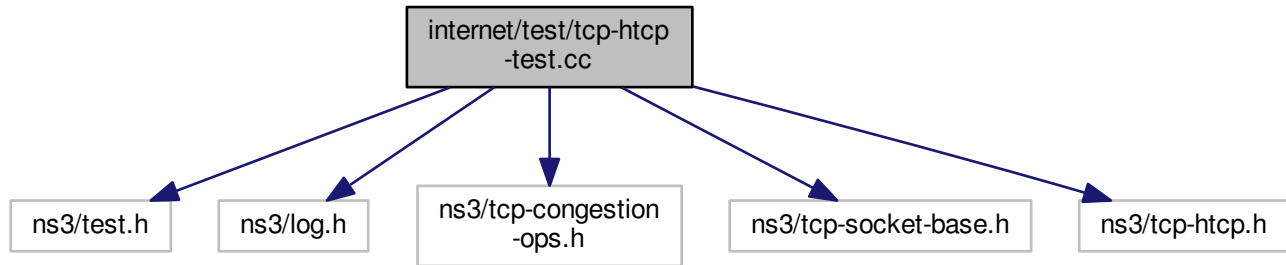 internet/test/tcp-htcp
-test.cc
ns3/test.h
ns3/log.h
ns3/tcp-congestion
-ops.h
ns3/tcp-socket-base.h
ns3/tcp-htcp.h